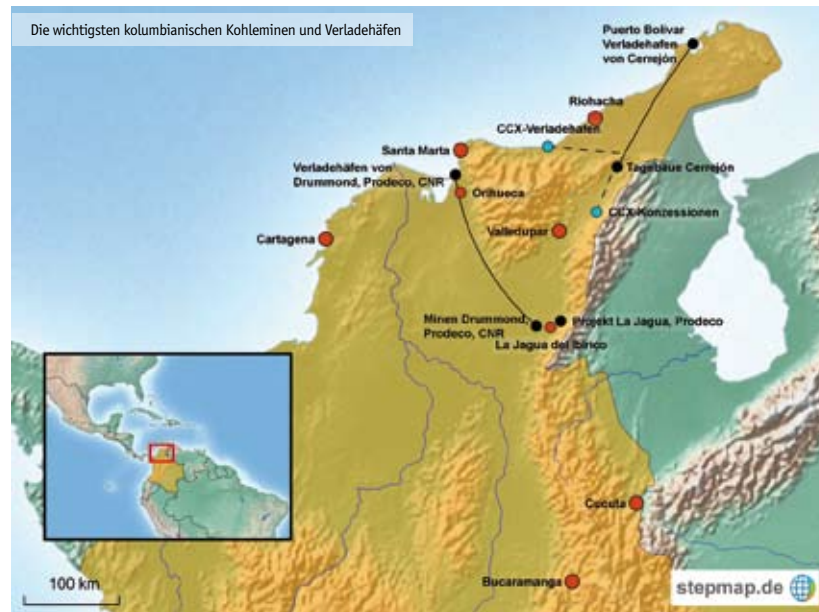 Die wichtigsten kolumbianischen Kohleminen und Verladehäfen
Puerto Bolívar
Verladehafen
von Cerrejón
Riohacha
CCX-Verladehafen
Santa Marta
Verladehäfen von
Drummond, Prodeco, CNR
Tagebaue Cerrejón
Orihueca
CCX-Konzessionen
Cartagena
Valledupar
Minen Drummond,
Prodeco, CNR
Projekt La Jagua, Prodeco
La Jagua del Ibirico
Cucuta
100 km
Bucaramanga
stepmap.de